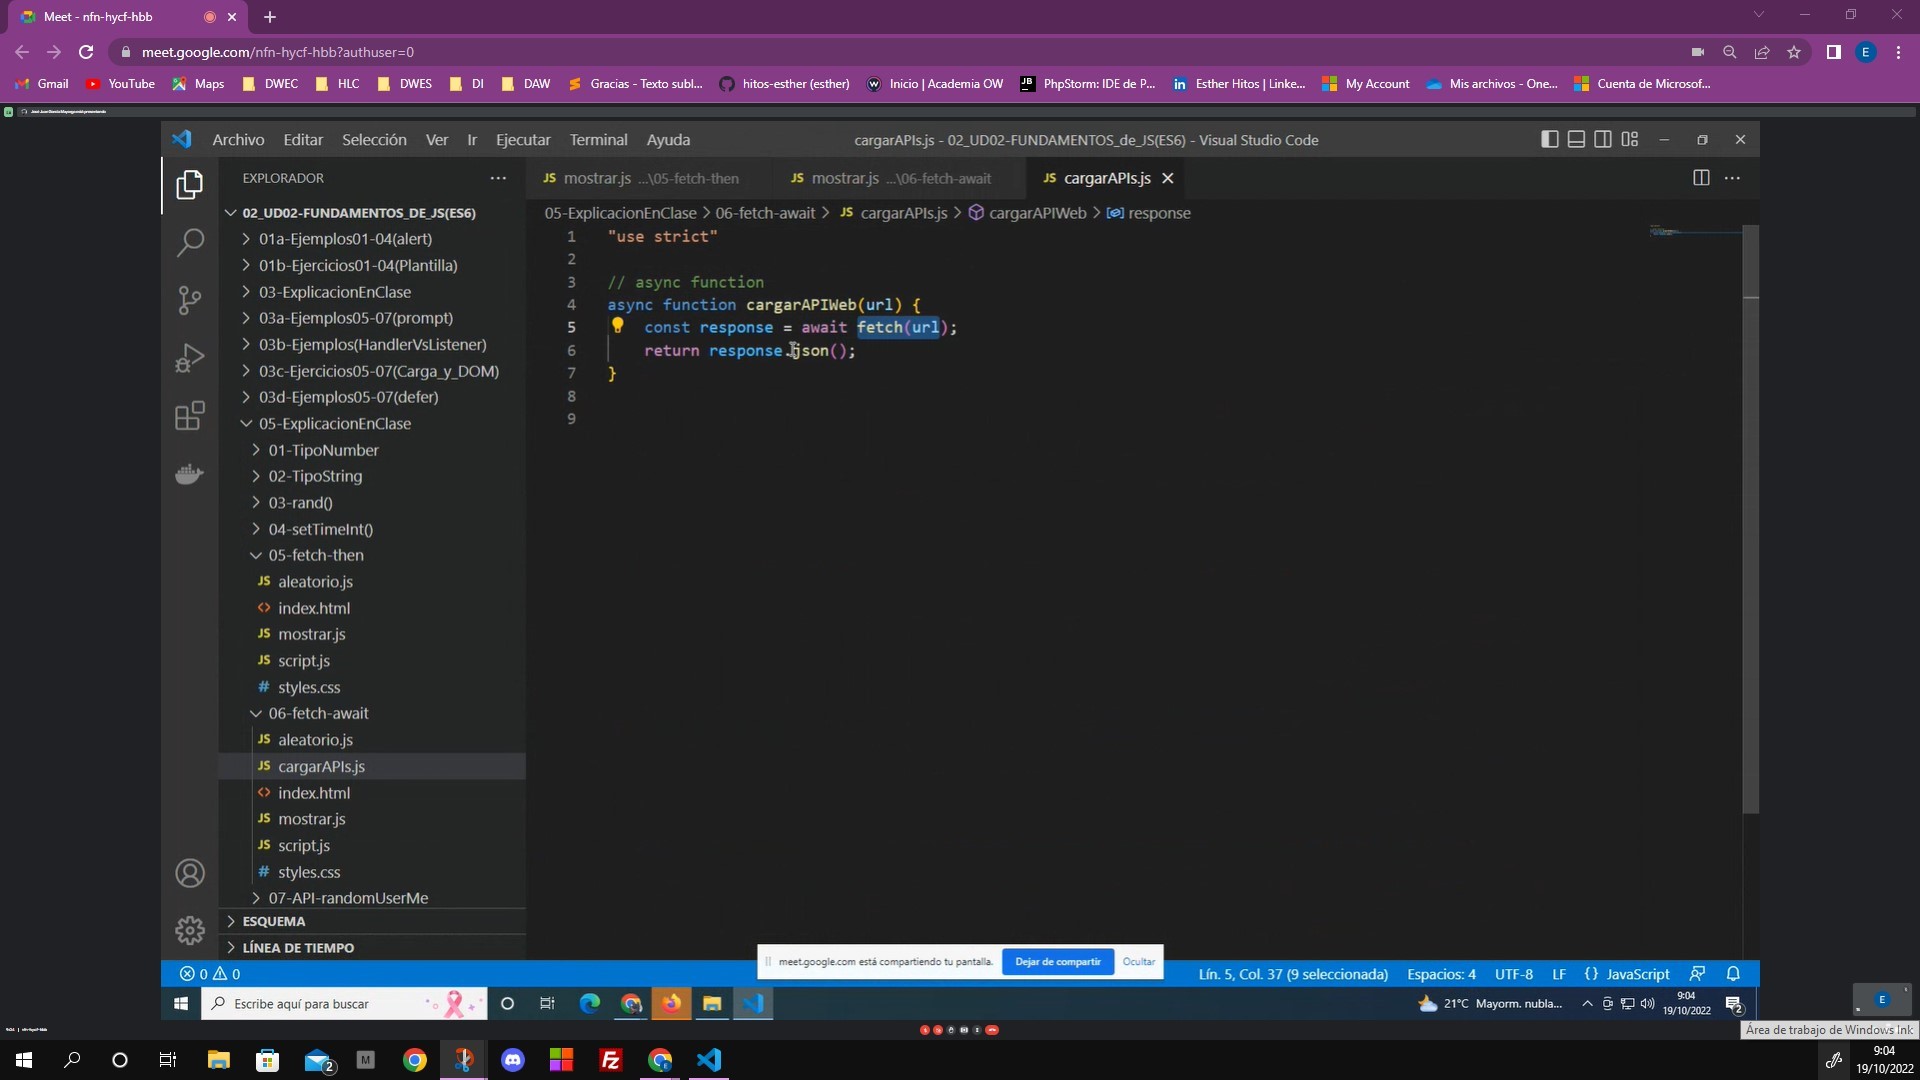 Meet - nfn-hycf-hbb
meet.google.com/nfn-hycf-hbb?authuser=0
E
Gmail YouTube Maps DWEC HLC DWES DI DAW Gracias - Texto subl... hitos-esther (esther) Inicio | Academia OW PhpStorm: IDE de P... Esther Hitos | Linke... My Account Mis archivos - One... Cuenta de Microsof...
Archivo Editar Selección Ver Ir Ejecutar Terminal Ayuda cargarAPIs.js - 02_UD02-FUNDAMENTOS_de_JS(ES6) - Visual Studio Code
EXPLORADOR
JS mostrar.js ...\05-fetch-then JS mostrar.js ...\06-fetch-await JS cargarAPIs.js
05-ExplicacionEnClase > 06-fetch-await > JS cargarAPIs.js > cargarAPIWeb > response
02_UD02-FUNDAMENTOS_DE_JS(ES6)
01a-Ejemplos01-04(alert)
01b-Ejercicios01-04(Plantilla)
03-ExplicacionEnClase
03a-Ejemplos05-07(prompt)
03b-Ejemplos(HandlerVsListener)
03c-Ejercicios05-07(Carga_y_DOM)
03d-Ejemplos05-07(defer)
05-ExplicacionEnClase
01-TipoNumber
02-TipoString
03-rand()
04-setTimeInt()
05-fetch-then
JS aleatorio.js
<> index.html
JS mostrar.js
JS script.js
# styles.css
06-fetch-await
JS aleatorio.js
JS cargarAPIs.js
<> index.html
JS mostrar.js
JS script.js
# styles.css
07-API-randomUserMe
ESQUEMA
LÍNEA DE TIEMPO
1 "use strict"
2
3 // async function
4 async function cargarAPIWeb(url) {
5 const response = await fetch(url);
6 return response.json();
7 }
8
9
meet.google.com está compartiendo tu pantalla. Dejar de compartir Ocultar
0 0 Lín. 5, Col. 37 (9 seleccionada) Espacios: 4 UTF-8 LF {} JavaScript
Escribe aquí para buscar
21°C Mayorm. nubla... 9:04
19/10/2022
2
E
Área de trabajo de Windows Ink
2
M
9:04
19/10/2022